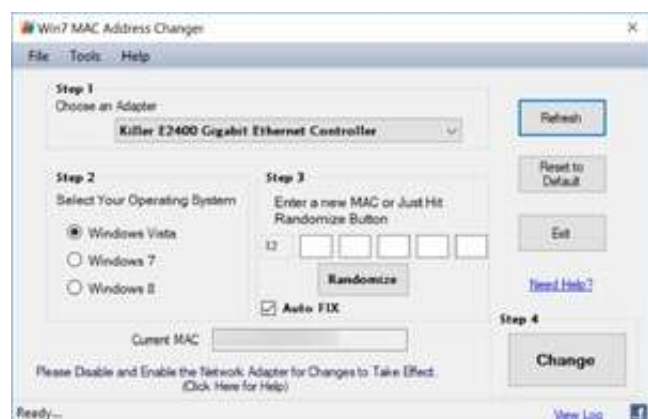 Win7 MAC Address Changer
File Tools Help
Step 1
Choose an Adapter
Killer E2400 Gigabit Ethernet Controller
Refresh
Reset to
Default
Exit
Need Help?
Step 2
Select Your Operating System
Windows Vista
Windows 7
Windows 8
Step 3
Enter a new MAC or Just Hit
Randomize Button
12
Randomize
Auto FIX
Step 4
Change
Current MAC
Please Disable and Enable the Network Adapter for Changes to Take Effect.
(Click Here for Help)
Ready...
View Log